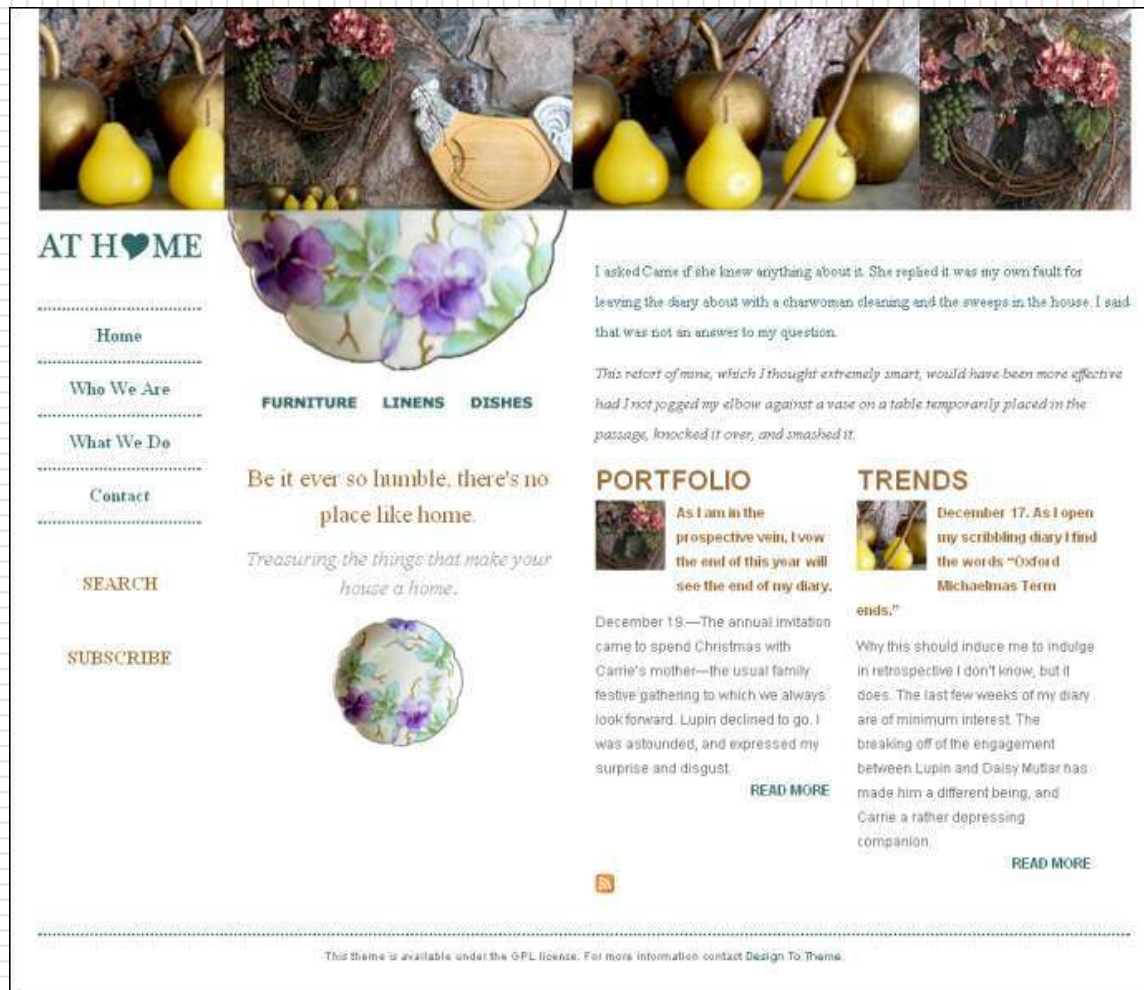 AT H♥ME
Home
Who We Are
What We Do
Contact
SEARCH
SUBSCRIBE
FURNITURE LINENS DISHES
Be it ever so humble, there's no
place like home.
Treasuring the things that make your
house a home.
I asked Carrie if she knew anything about it. She replied it was my own fault for
leaving the diary about with a charwoman cleaning and the sweeps in the house. I said
that was not an answer to my question.
This retort of mine, which I thought extremely smart, would have been more effective
had I not jogged my elbow against a vase on a table temporarily placed in the
passage, knocked it over, and smashed it.
PORTFOLIO
As I am in the
prospective vein, I vow
the end of this year will
see the end of my diary.
December 19.—The annual invitation
came to spend Christmas with
Carrie's mother—the usual family
festive gathering to which we always
look forward. Lupin declined to go. I
was astounded, and expressed my
surprise and disgust.
READ MORE
TRENDS
December 17. As I open
my scribbling diary I find
the words “Oxford
Michaelmas Term
ends.”
Why this should induce me to indulge
in retrospective I don't know, but it
does. The last few weeks of my diary
are of minimum interest. The
breaking off of the engagement
between Lupin and Daisy Mutlar has
made him a different being, and
Carrie a rather depressing
companion.
READ MORE
This theme is available under the GPL license. For more information contact Design To Theme.